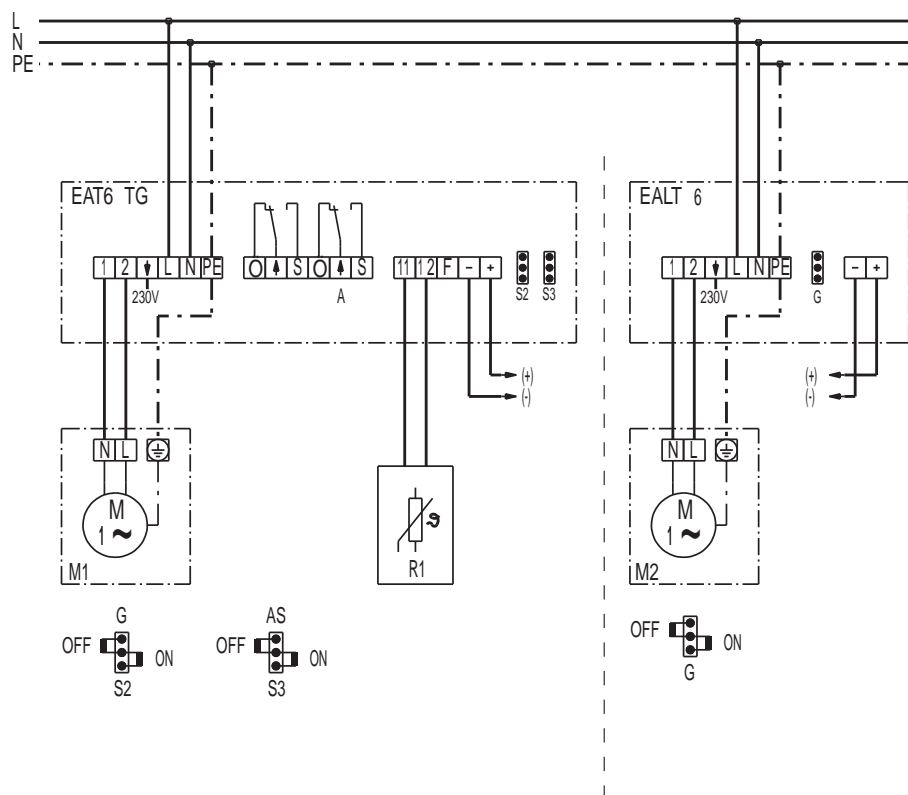 L
N
PE
EAT6 TG
EALT 6
1 2 L N PE
O S O S
11 12 F - +
1 2 L N PE
- +
230V
A
S2 S3
230V
G
(+)
(-)
(+)
(-)
N L
N L
M
1 ~
M1
ϑ
R1
M
1 ~
M2
G
OFF
ON
S2
AS
OFF
ON
S3
OFF
ON
G